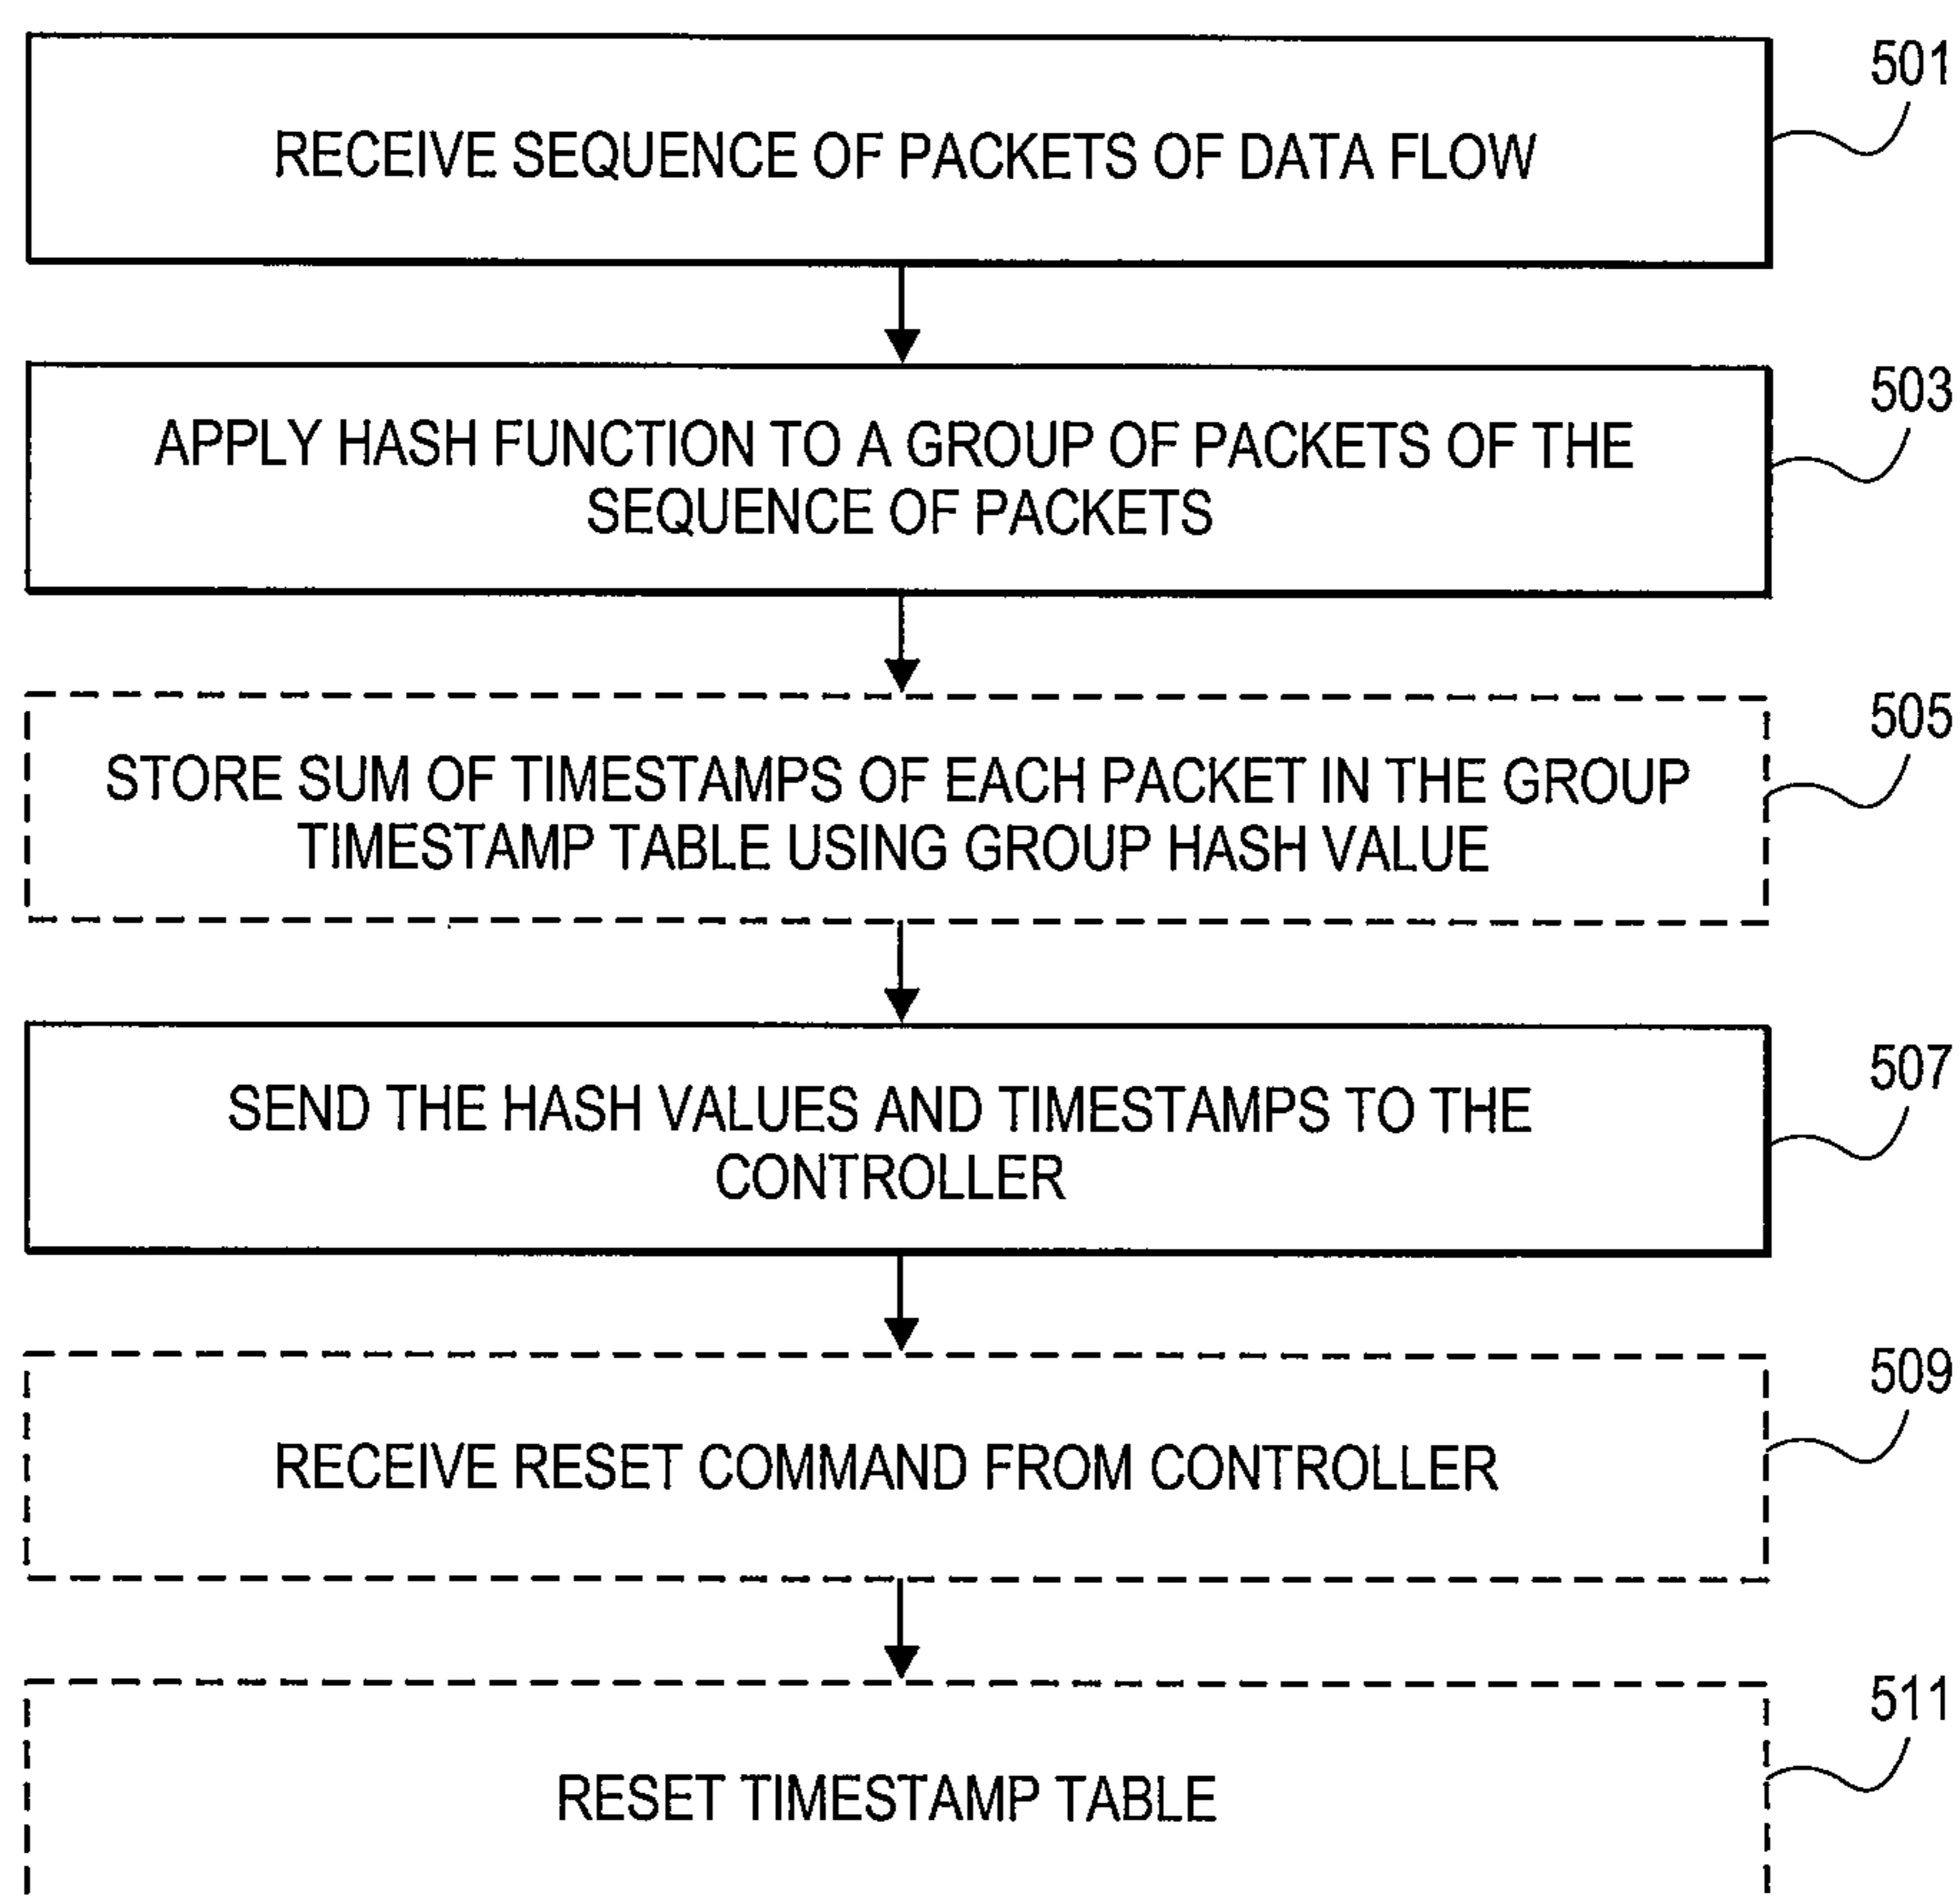 501
RECEIVE SEQUENCE OF PACKETS OF DATA FLOW
503
APPLY HASH FUNCTION TO A GROUP OF PACKETS OF THE
SEQUENCE OF PACKETS
505
STORE SUM OF TIMESTAMPS OF EACH PACKET IN THE GROUP
TIMESTAMP TABLE USING GROUP HASH VALUE
507
SEND THE HASH VALUES AND TIMESTAMPS TO THE
CONTROLLER
509
RECEIVE RESET COMMAND FROM CONTROLLER
511
RESET TIMESTAMP TABLE